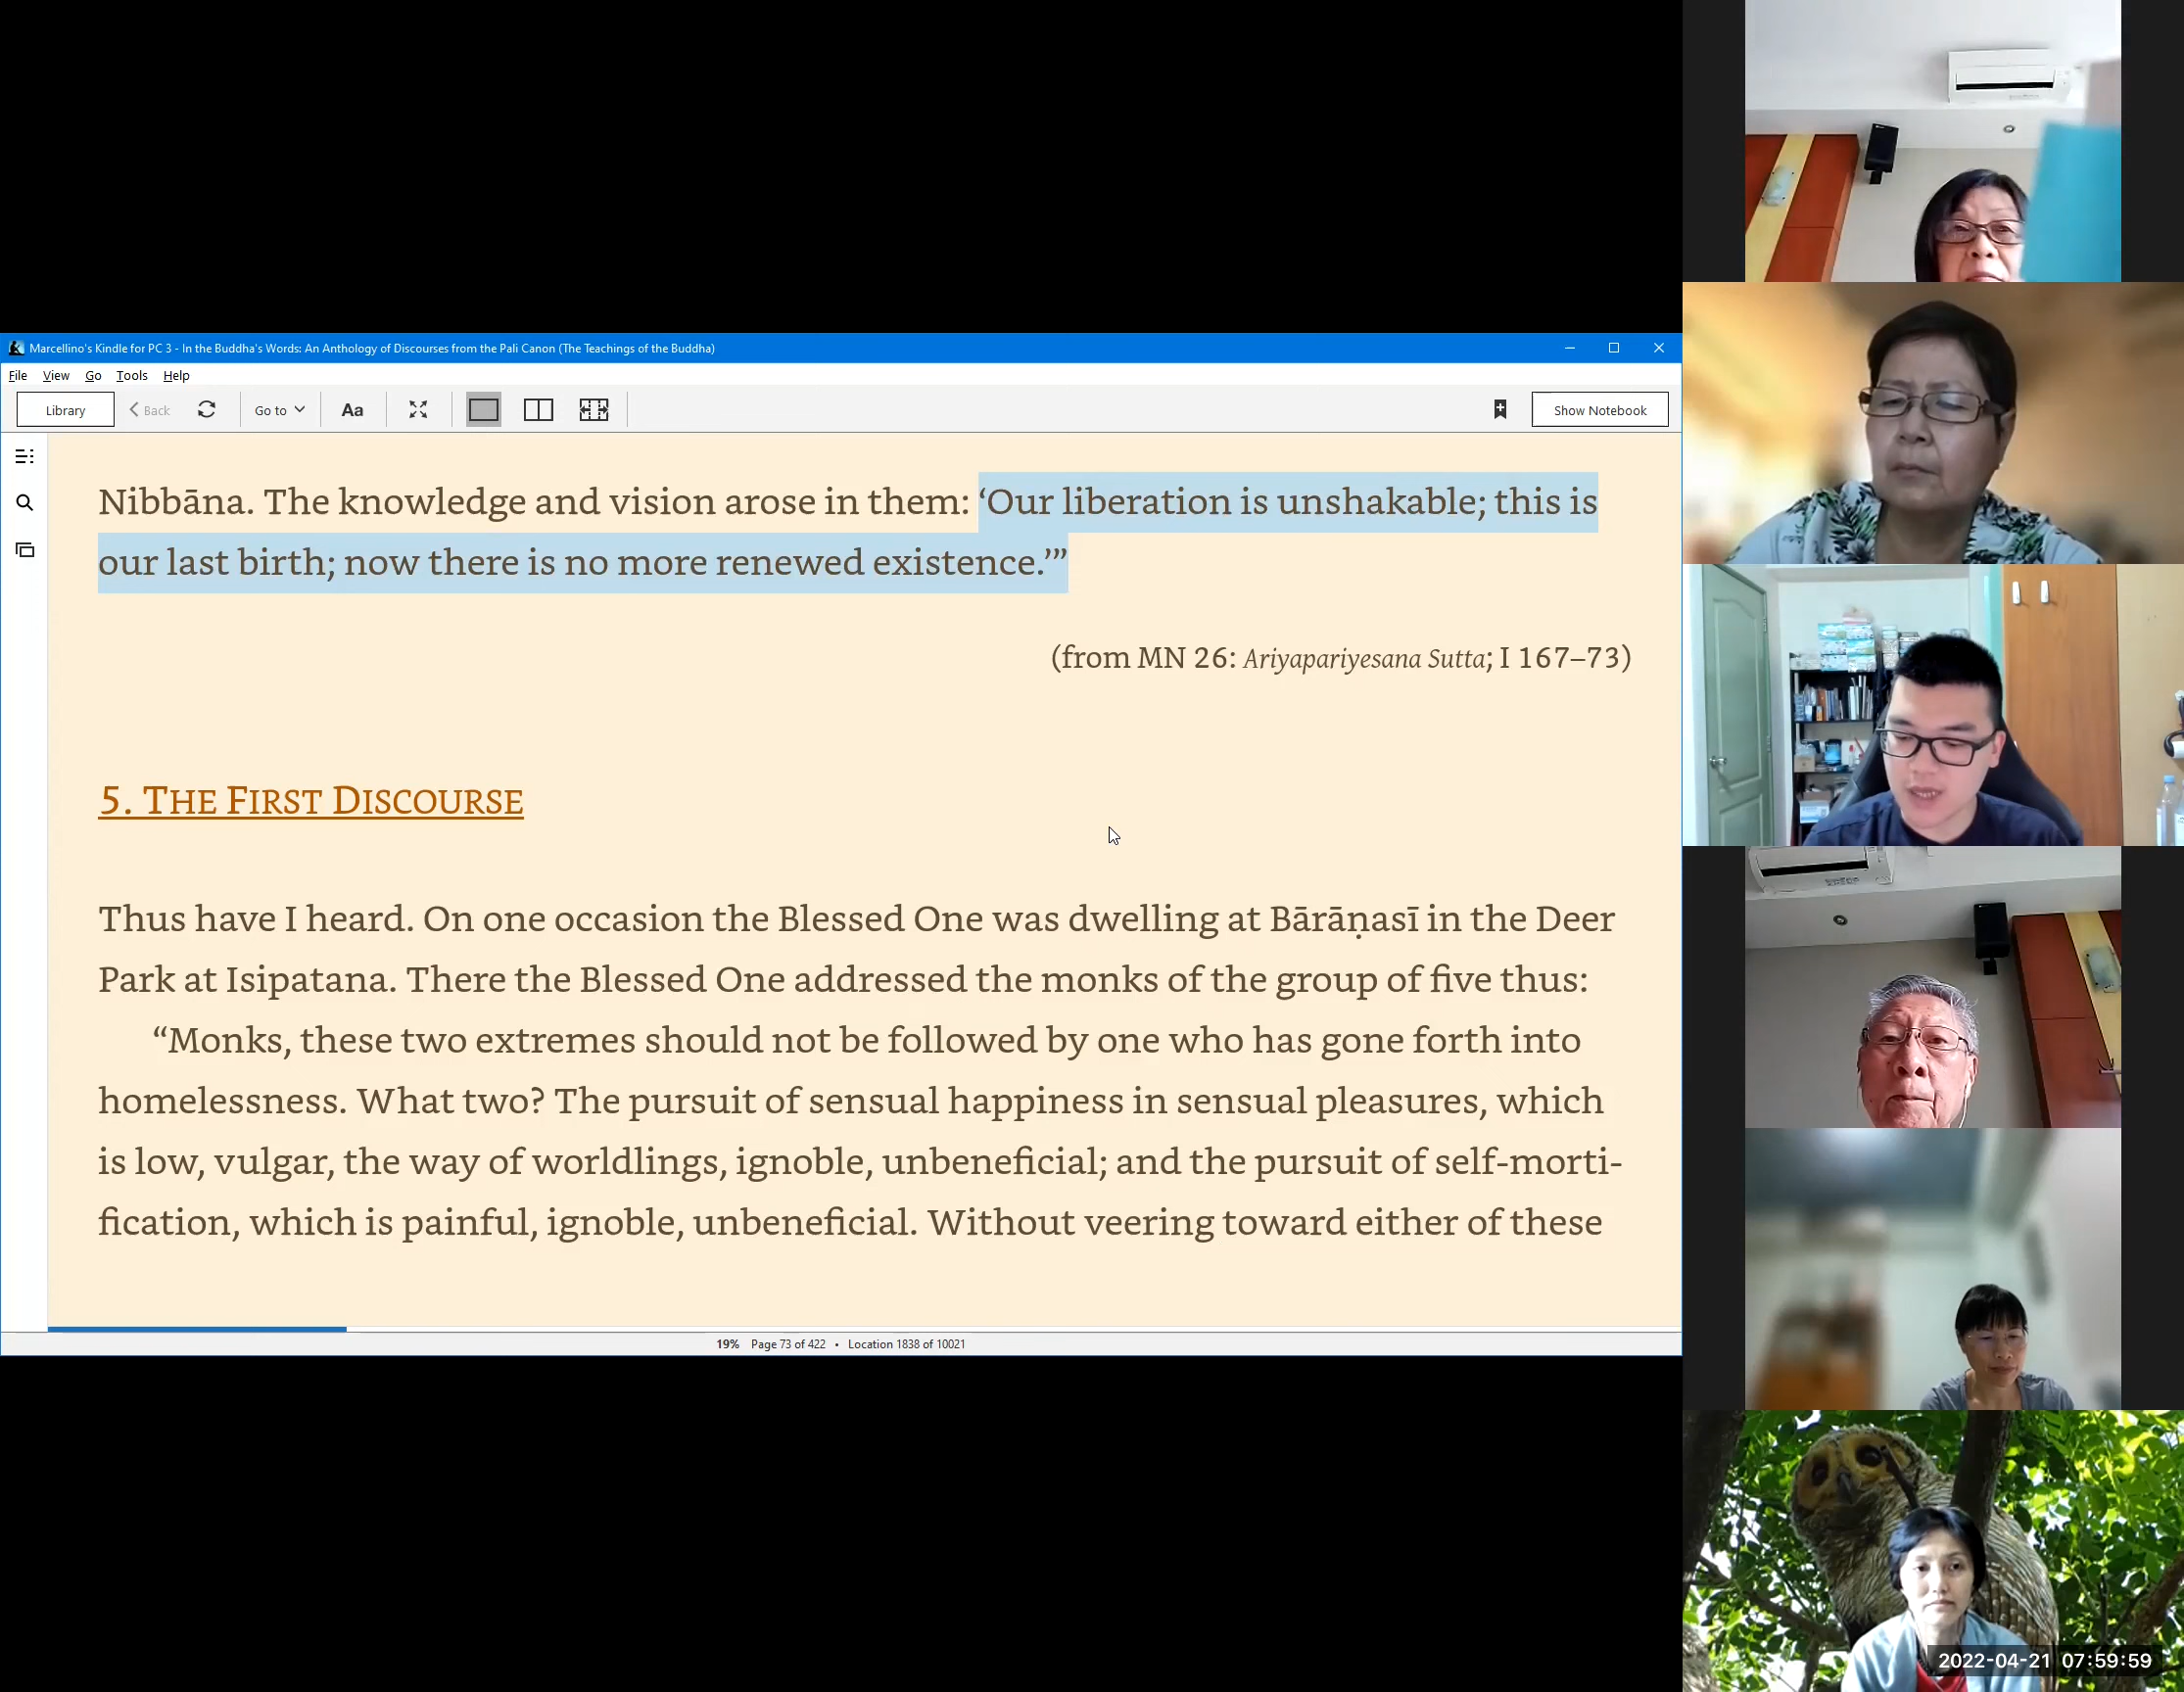 Marcellino's Kindle for PC 3 - In the Buddha's Words: An Anthology of Discourses from the Pali Canon (The Teachings of the Buddha)
File View Go Tools Help
Library Back Go to Aa Show Notebook
Nibbāna. The knowledge and vision arose in them: ‘Our liberation is unshakable; this is
our last birth; now there is no more renewed existence.’”
(from MN 26: Ariyapariyesana Sutta; I 167–73)
5. THE FIRST DISCOURSE
Thus have I heard. On one occasion the Blessed One was dwelling at Bārāṇasī in the Deer
Park at Isipatana. There the Blessed One addressed the monks of the group of five thus:
“Monks, these two extremes should not be followed by one who has gone forth into
homelessness. What two? The pursuit of sensual happiness in sensual pleasures, which
is low, vulgar, the way of worldlings, ignoble, unbeneficial; and the pursuit of self-morti-
fication, which is painful, ignoble, unbeneficial. Without veering toward either of these
19% Page 73 of 422 • Location 1838 of 10021
2022-04-21 07:59:59